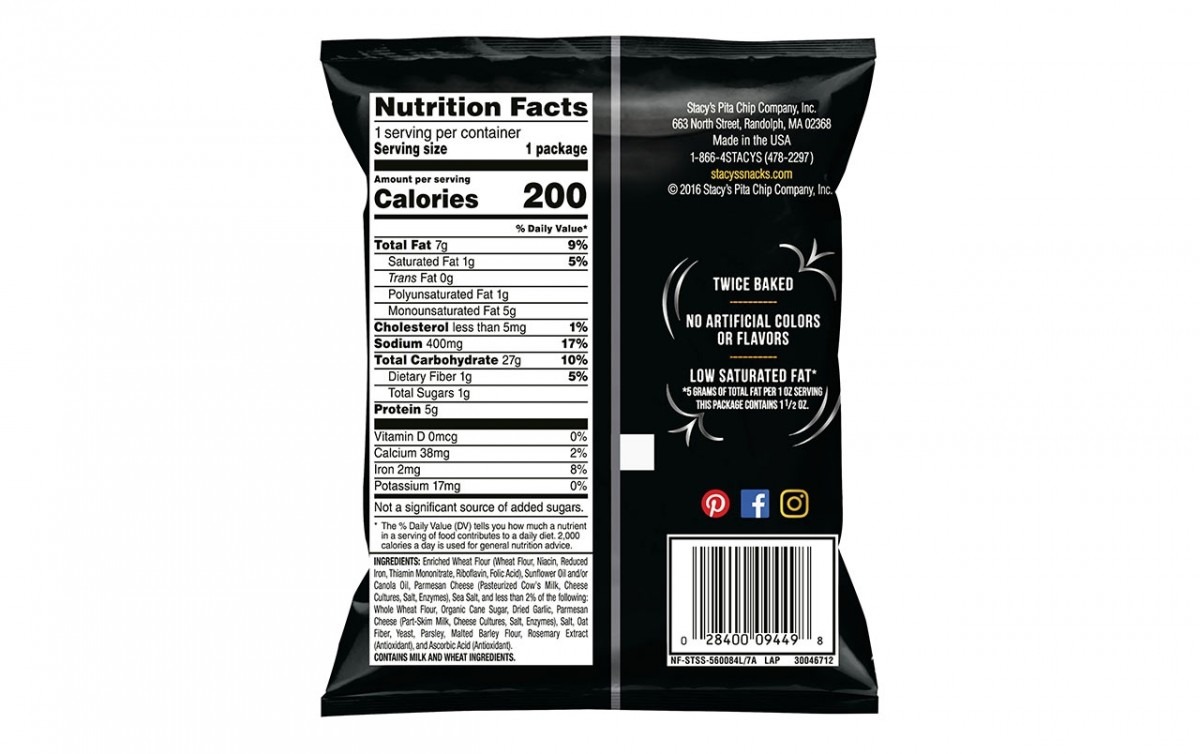 Nutrition Facts
1 serving per container
Serving size 1 package
Amount per serving
Calories 200
% Daily Value*
Total Fat 7g 9%
Saturated Fat 1g 5%
Trans Fat 0g
Polyunsaturated Fat 1g
Monounsaturated Fat 5g
Cholesterol less than 5mg 1%
Sodium 400mg 17%
Total Carbohydrate 27g 10%
Dietary Fiber 1g 5%
Total Sugars 1g
Protein 5g
Vitamin D 0mcg 0%
Calcium 38mg 2%
Iron 2mg 8%
Potassium 17mg 0%
Not a significant source of added sugars.
* The % Daily Value (DV) tells you how much a nutrient
in a serving of food contributes to a daily diet. 2,000
calories a day is used for general nutrition advice.
INGREDIENTS: Enriched Wheat Flour (Wheat Flour, Niacin, Reduced
Iron, Thiamin Mononitrate, Riboflavin, Folic Acid), Sunflower Oil and/or
Canola Oil, Parmesan Cheese (Pasteurized Cow's Milk, Cheese
Cultures, Salt, Enzymes), Sea Salt, and less than 2% of the following:
Whole Wheat Flour, Organic Cane Sugar, Dried Garlic, Parmesan
Cheese (Part-Skim Milk, Cheese Cultures, Salt, Enzymes), Salt, Oat
Fiber, Yeast, Parsley, Malted Barley Flour, Rosemary Extract
(Antioxidant), and Ascorbic Acid (Antioxidant).
CONTAINS MILK AND WHEAT INGREDIENTS.
Stacy's Pita Chip Company, Inc.
663 North Street, Randolph, MA 02368
Made in the USA
1-866-4STACYS (478-2297)
stacyssnacks.com
© 2016 Stacy's Pita Chip Company, Inc.
TWICE BAKED
NO ARTIFICIAL COLORS
OR FLAVORS
LOW SATURATED FAT*
*5 GRAMS OF TOTAL FAT PER 1 OZ SERVING
THIS PACKAGE CONTAINS 1 1/2 OZ.
0 28400 09449 8
NF-STSS-560084L/7A LAP 30046712